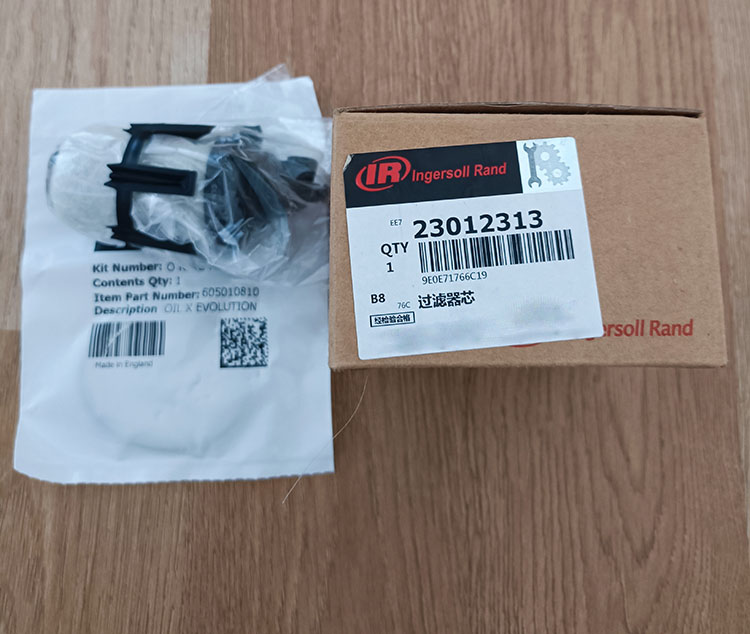 Kit Number:
Contents Qty: 1
Item Part Number: 605010810
Description OIL X EVOLUTION
Made in England
IR Ingersoll Rand
EE7 23012313
QTY
1
9E0E71766C19
B8 76C 过滤器芯
经检验合格
ersoll Rand